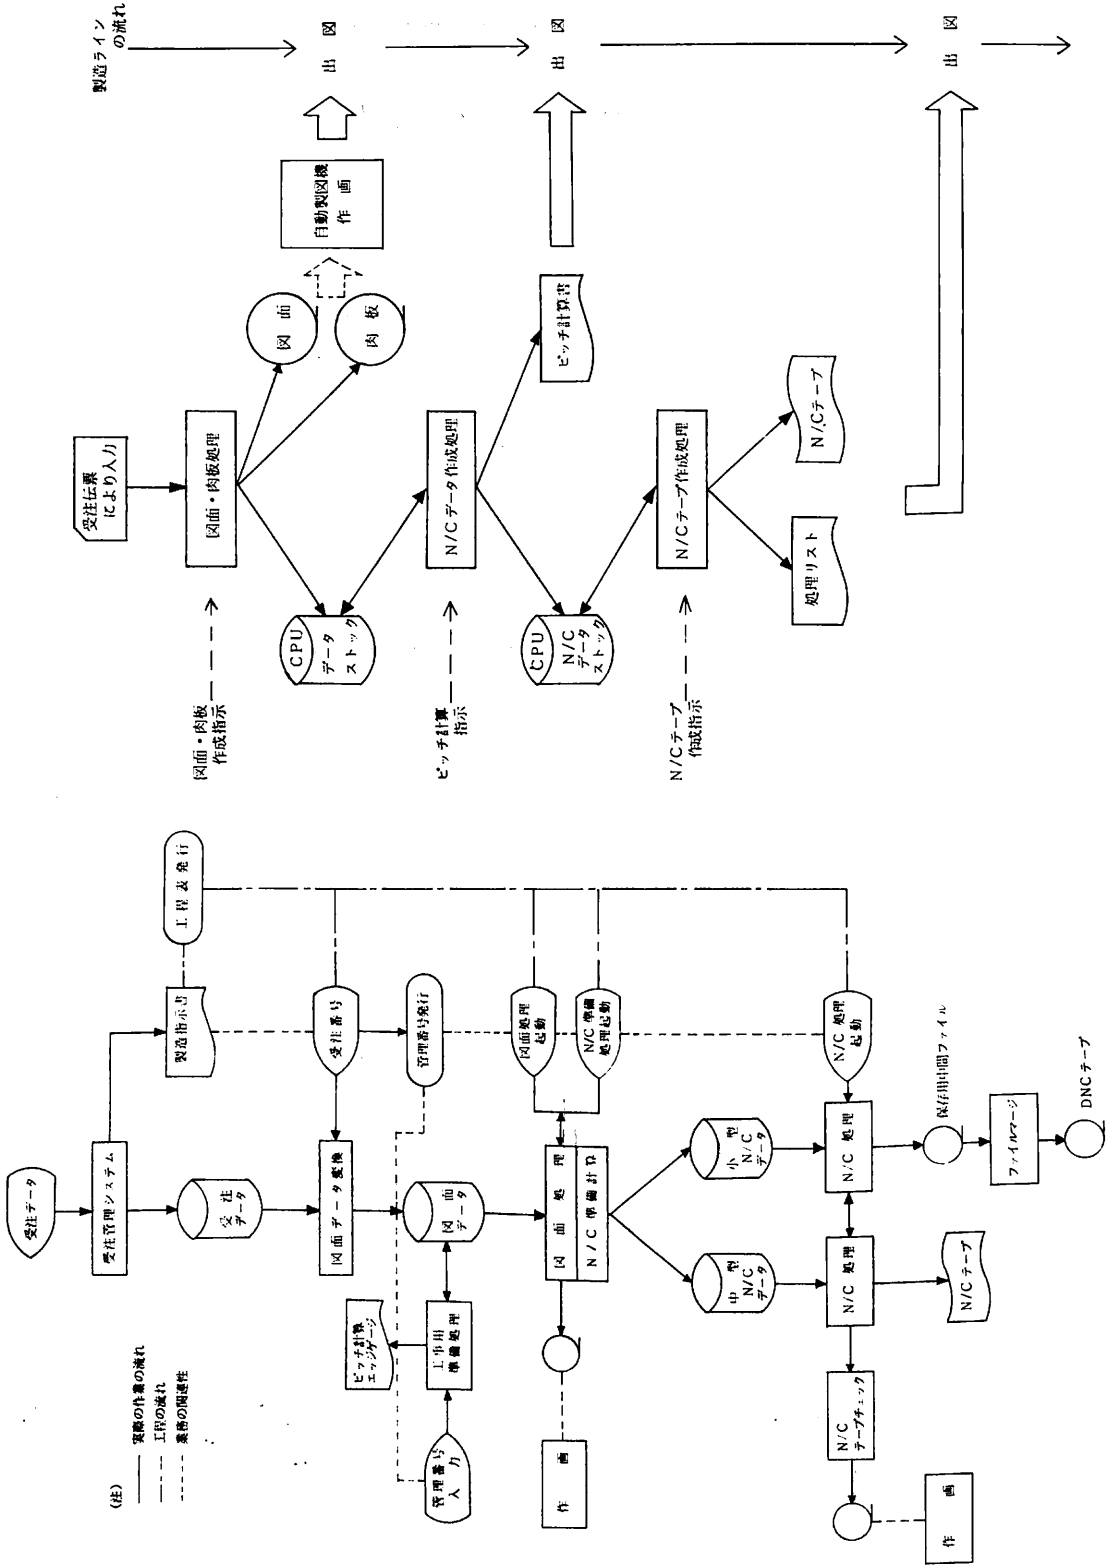 製造ライン
の流れ
受注伝票
により入力
図面・肉板
作成指示
図面・肉板処理
図面
肉板
自動製図機
作画
出図
CPU
データ
ストック
ピッチ計算
指示
N/Cデータ作成処理
ピッチ計算書
出図
CPU
N/C
データ
ストック
N/Cテープ
作成指示
N/Cテープ作成処理
処理リスト
N/Cテープ
出図
(注)
実際の作業の流れ
工程の流れ
業務の関連性
受注データ
受注管理システム
製造指示書
工程表発行
受注
データ
図面データ変換
受注番号
管理番号発行
図面
データ
ピッチ計算
エッジゲージ
工事用
準備処理
管理番号
入力
図面処理
N/C準備計算
図面処理
起動
N/C準備
処理起動
作画
中型
N/C
データ
小型
N/C
データ
N/C処理
N/C処理
N/C処理
起動
N/C
テープチェック
作画
N/Cテープ
保存用中間ファイル
ファイルマージ
DNCテープ